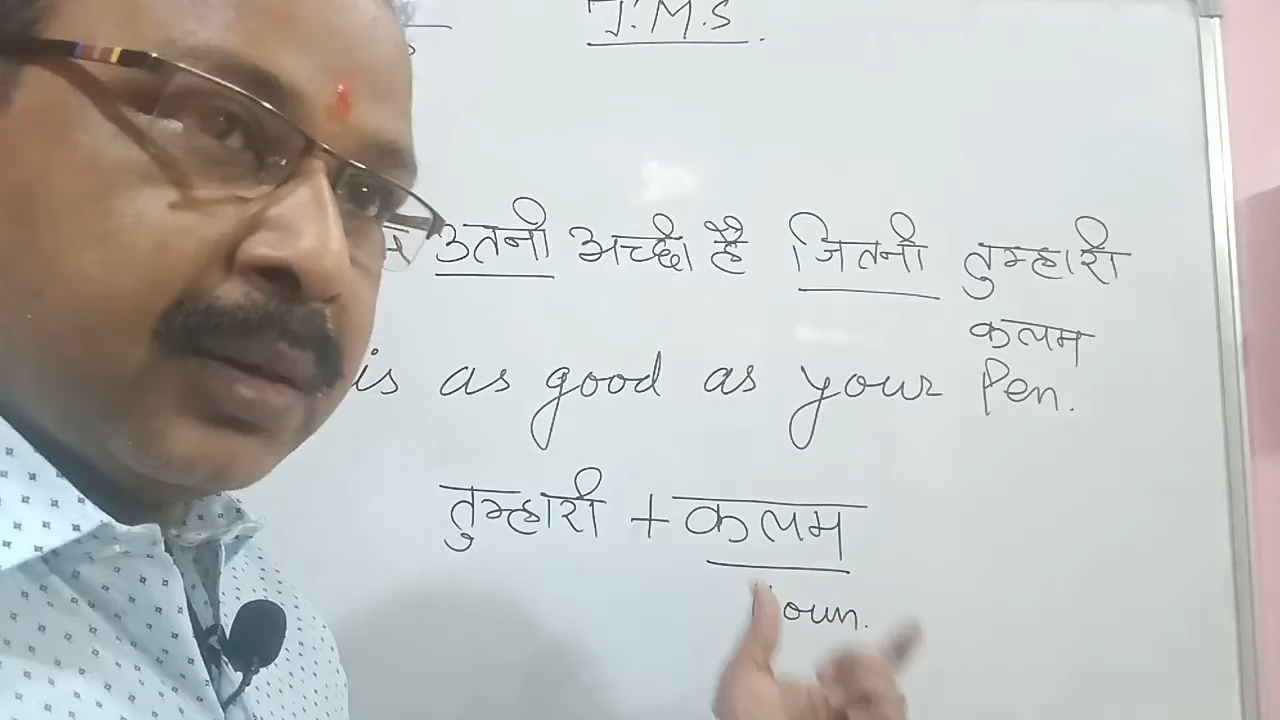 J.M.S.
उतनी अच्छी है जितनी तुम्हारी
कलम
is as good as your Pen.
तुम्हारी + कलम
Noun.